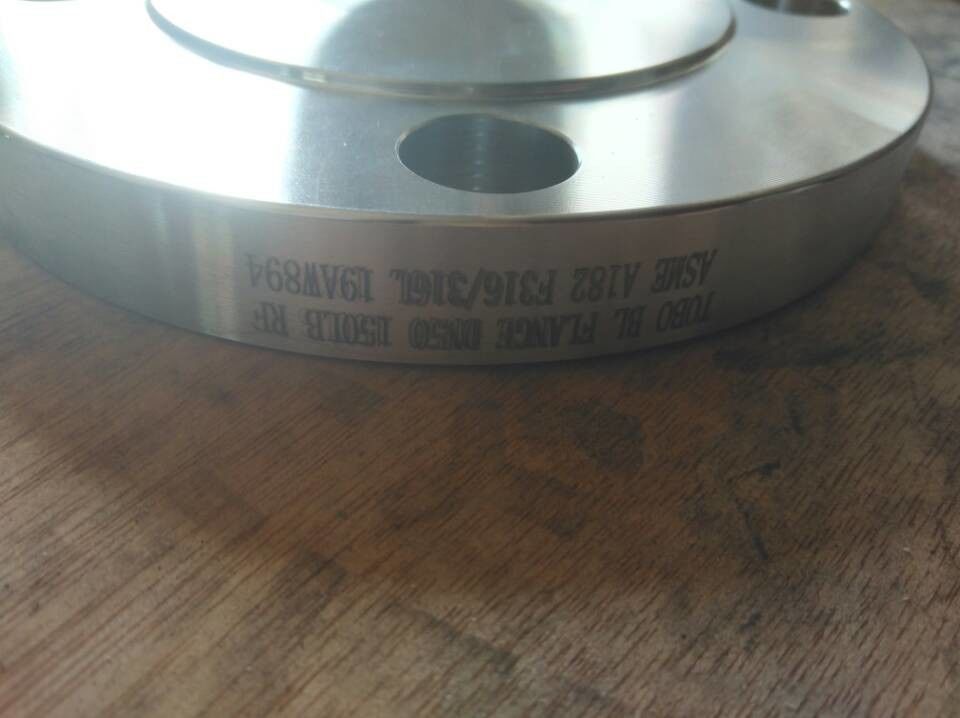 TOBO BL FLANGE DN50 150LB RF
ASME A182 F316/316L 19AW894